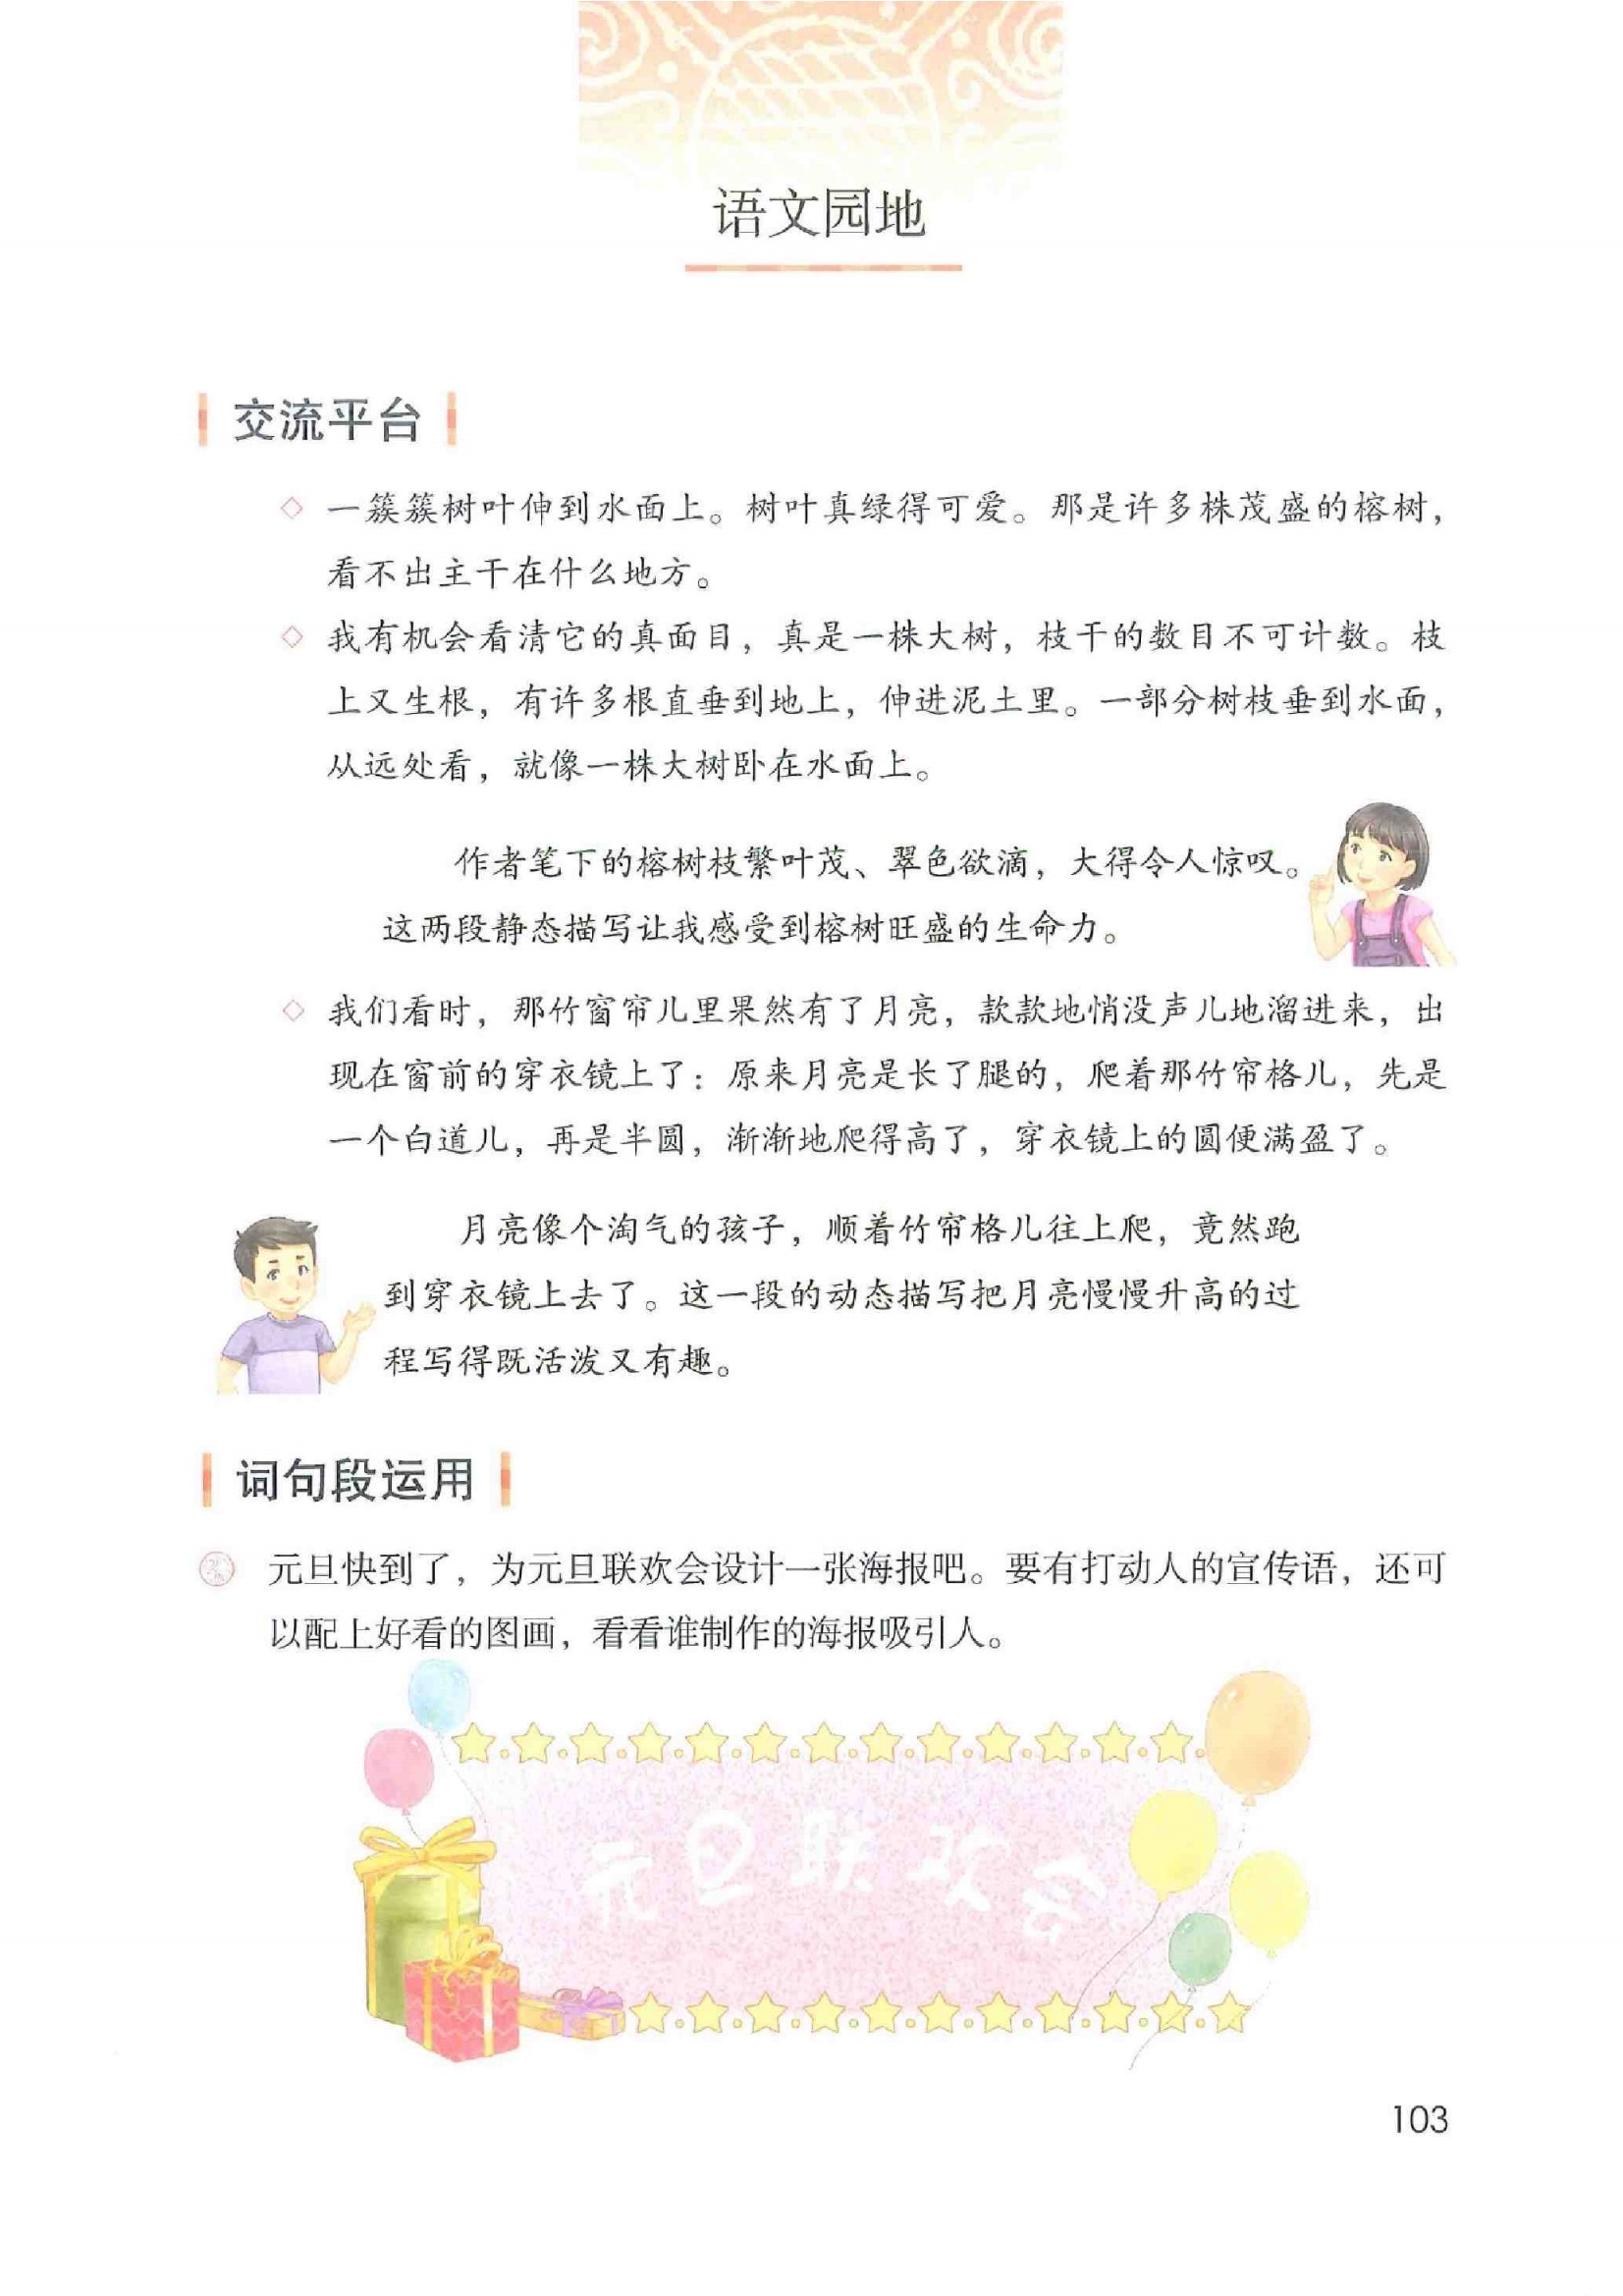 语文园地
交流平台
一簇簇树叶伸到水面上。树叶真绿得可爱。那是许多株茂盛的榕树，
看不出主干在什么地方。
我有机会看清它的真面目，真是一株大树，枝干的数目不可计数。枝
上又生根，有许多根直垂到地上，伸进泥土里。一部分树枝垂到水面，
从远处看，就像一株大树卧在水面上。
作者笔下的榕树枝繁叶茂、翠色欲滴，大得令人惊叹。
这两段静态描写让我感受到榕树旺盛的生命力。
我们看时，那竹窗帘儿里果然有了月亮，款款地悄没声儿地溜进来，出
现在窗前的穿衣镜上了：原来月亮是长了腿的，爬着那竹帘格儿，先是
一个白道儿，再是半圆，渐渐地爬得高了，穿衣镜上的圆便满盈了。
月亮像个淘气的孩子，顺着竹帘格儿往上爬，竟然跑
到穿衣镜上去了。这一段的动态描写把月亮慢慢升高的过
程写得既活泼又有趣。
词句段运用
元旦快到了，为元旦联欢会设计一张海报吧。要有打动人的宣传语，还可
以配上好看的图画，看看谁制作的海报吸引人。
元旦联欢会
103